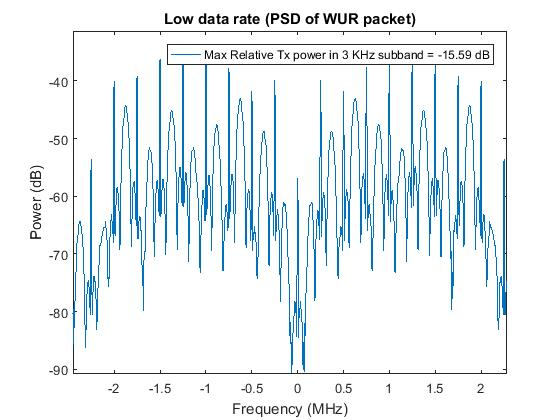 Low data rate (PSD of WUR packet)
Max Relative Tx power in 3 KHz subband = -15.59 dB
-40
-50
-60
-70
-80
-90
Power (dB)
-2 -1.5 -1 -0.5 0 0.5 1 1.5 2
Frequency (MHz)